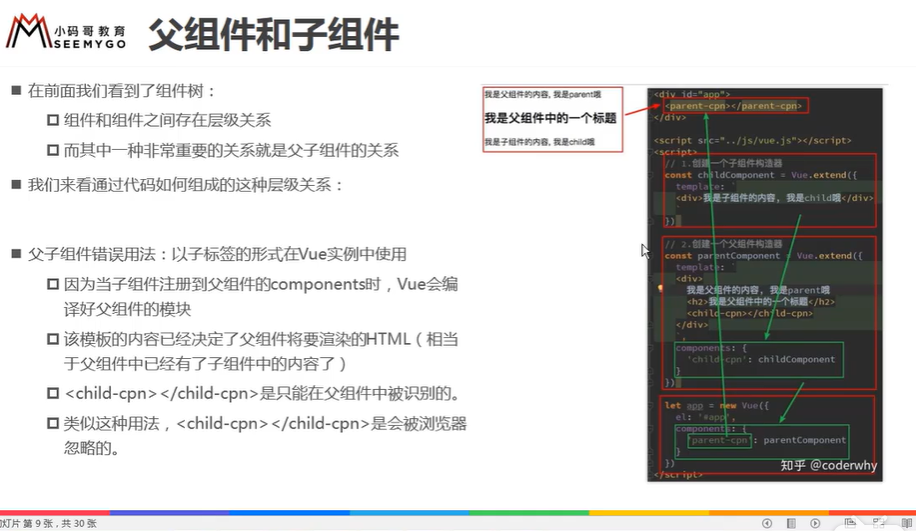 小码哥教育
SEEMYGO
父组件和子组件
在前面我们看到了组件树：
组件和组件之间存在层级关系
而其中一种非常重要的关系就是父子组件的关系
我们来看通过代码如何组成的这种层级关系：
父子组件错误用法：以子标签的形式在Vue实例中使用
因为当子组件注册到父组件的components时，Vue会编
译好父组件的模块
该模板的内容已经决定了父组件将要渲染的HTML（相当
于父组件中已经有了子组件中的内容了）
<child-cpn></child-cpn>是只能在父组件中被识别的。
类似这种用法，<child-cpn></child-cpn>是会被浏览器
忽略的。
我是父组件的内容, 我是parent哦
我是父组件中的一个标题
我是子组件的内容, 我是child哦
<div id="app">
<parent-cpn></parent-cpn>
</div>
<script src="../js/vue.js"></script>
<script>
// 1.创建一个子组件构造器
const childComponent = Vue.extend({
template: `
<div>我是子组件的内容, 我是child哦</div>
`
})
// 2.创建一个父组件构造器
const parentComponent = Vue.extend({
template: `
<div>
我是父组件的内容, 我是parent哦
<h2>我是父组件中的一个标题</h2>
<child-cpn></child-cpn>
</div>
`,
components: {
'child-cpn': childComponent
}
})
let app = new Vue({
el: '#app',
components: {
'parent-cpn': parentComponent
}
})
</script>
知乎 @coderwhy
灯片 第 9 张，共 30 张